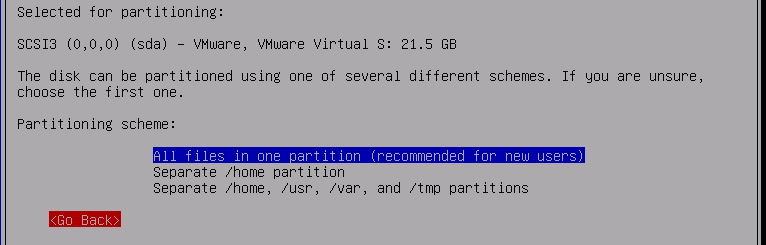 Selected for partitioning:
SCSI3 (0,0,0) (sda) – VMware, VMware Virtual S: 21.5 GB
The disk can be partitioned using one of several different schemes. If you are unsure,
choose the first one.
Partitioning scheme:
All files in one partition (recommended for new users)
Separate /home partition
Separate /home, /usr, /var, and /tmp partitions
<Go Back>